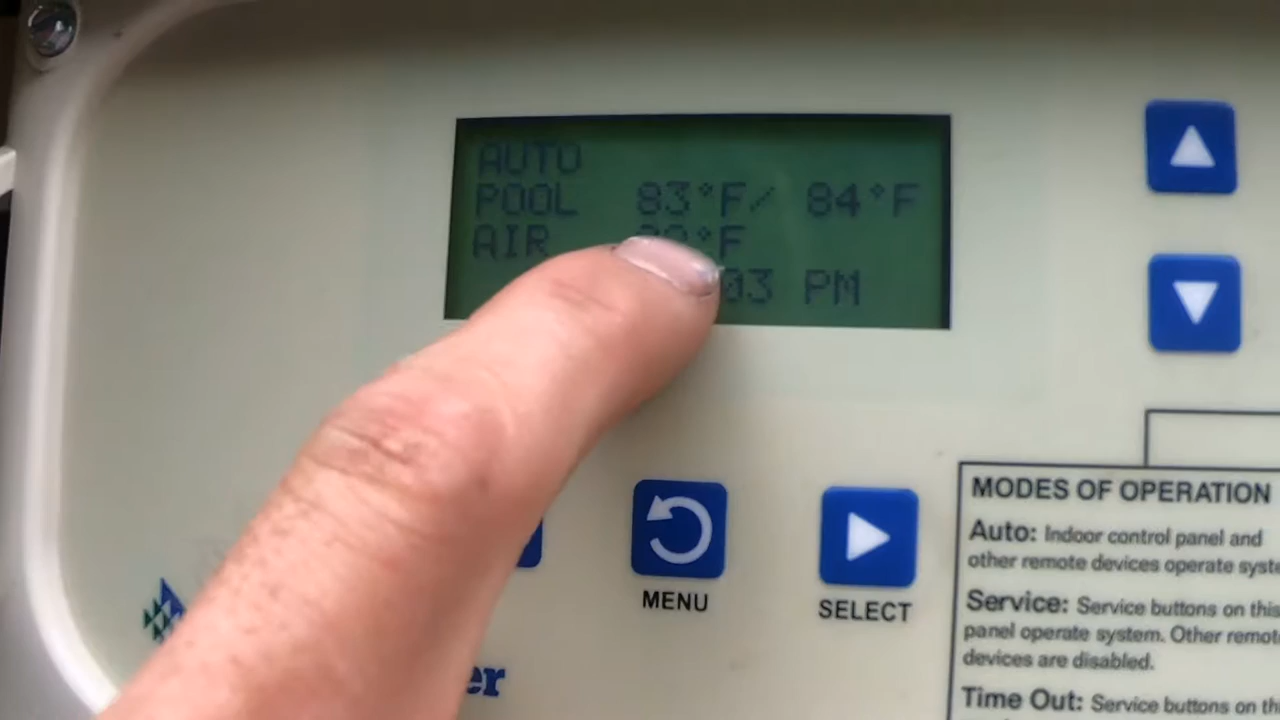 AUTO
POOL 83°F/ 84°F
AIR °F
03 PM
MENU
SELECT
er
MODES OF OPERATION
Auto: Indoor control panel and
other remote devices operate syste
Service: Service buttons on this
panel operate system. Other remot
devices are disabled.
Time Out: Service buttons on th